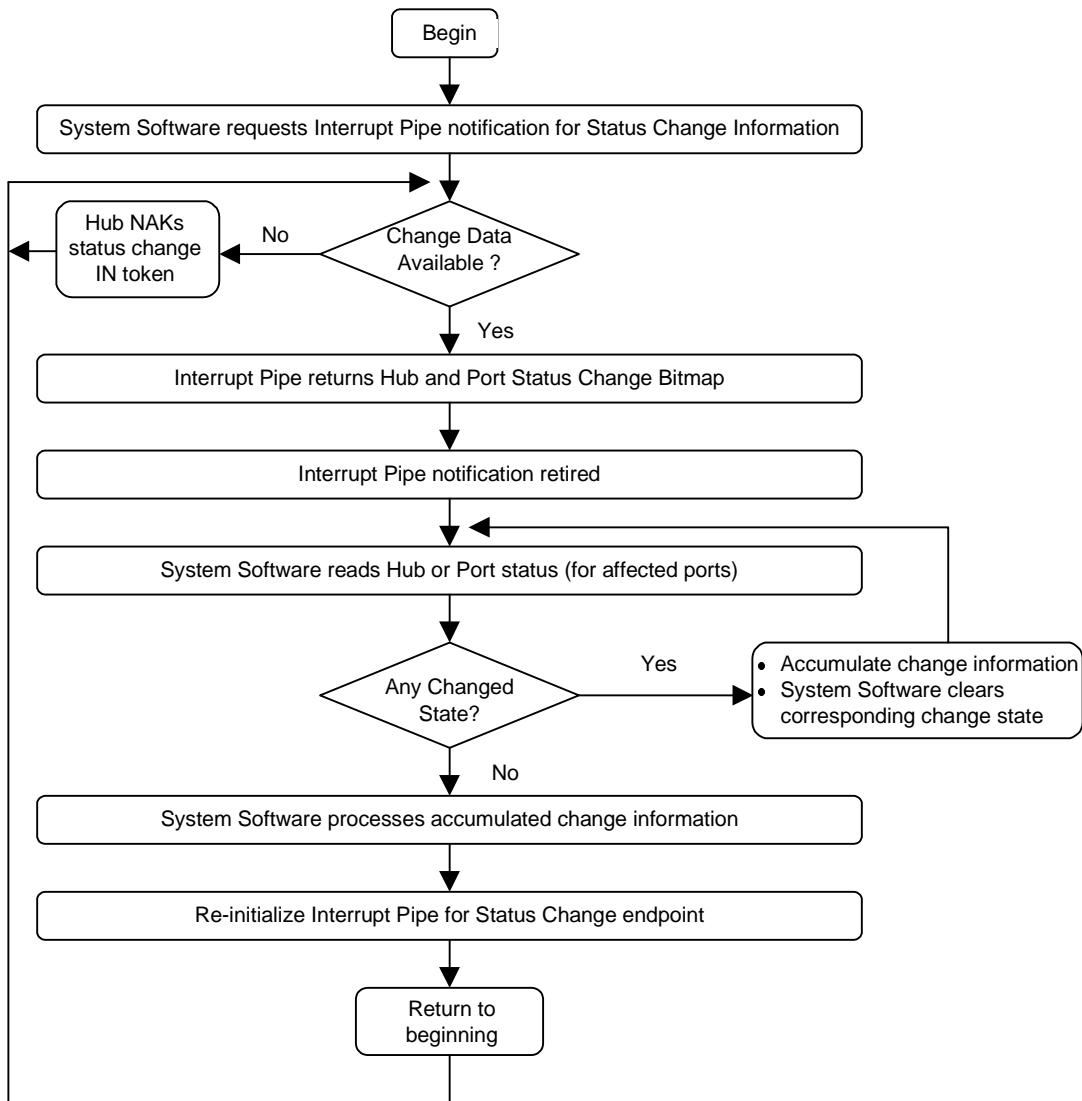 Begin
System Software requests Interrupt Pipe notification for Status Change Information
Hub NAKs
status change
IN token
No
Change Data
Available ?
Yes
Interrupt Pipe returns Hub and Port Status Change Bitmap
Interrupt Pipe notification retired
System Software reads Hub or Port status (for affected ports)
Any Changed
State?
Yes
• Accumulate change information
• System Software clears
corresponding change state
No
System Software processes accumulated change information
Re-initialize Interrupt Pipe for Status Change endpoint
Return to
beginning